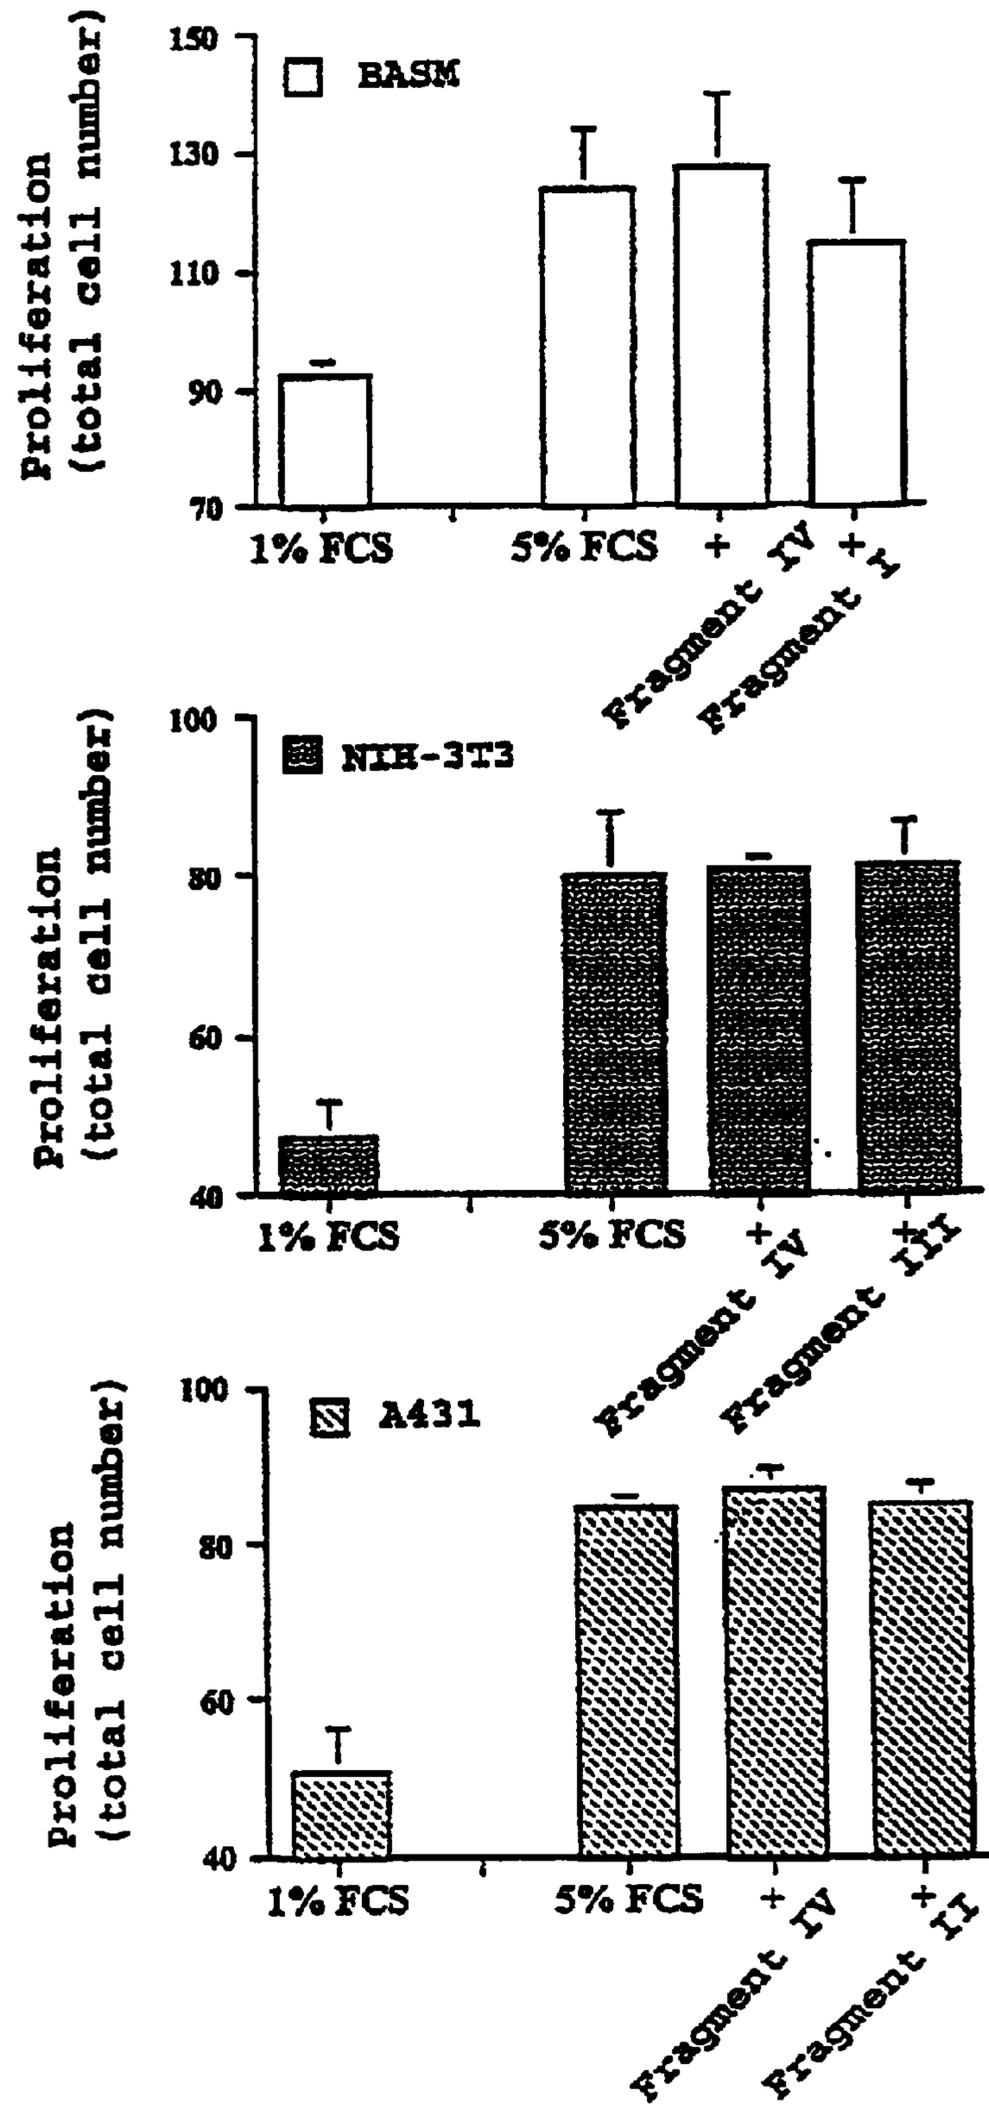 Proliferation
(total cell number)
150
130
110
90
70
BASM
1% FCS
5% FCS
+
Fragment IV
+
Fragment I
Proliferation
(total cell number)
100
80
60
40
NIH-3T3
1% FCS
5% FCS
+
Fragment IV
+
Fragment III
Proliferation
(total cell number)
100
80
60
40
A431
1% FCS
5% FCS
+
Fragment IV
+
Fragment II